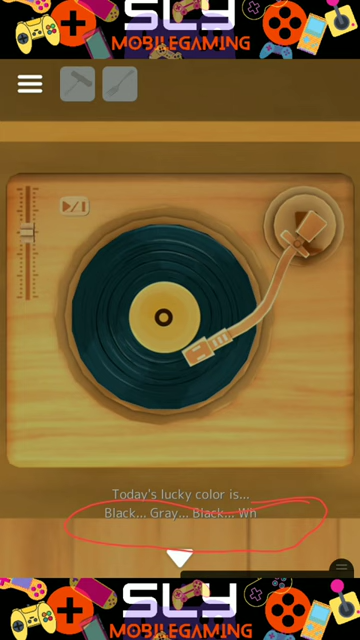 SLY
MOBILEGAMING
Today's lucky color is...
Black... Gray... Black... Wh
SLY
MOBILEGAMING